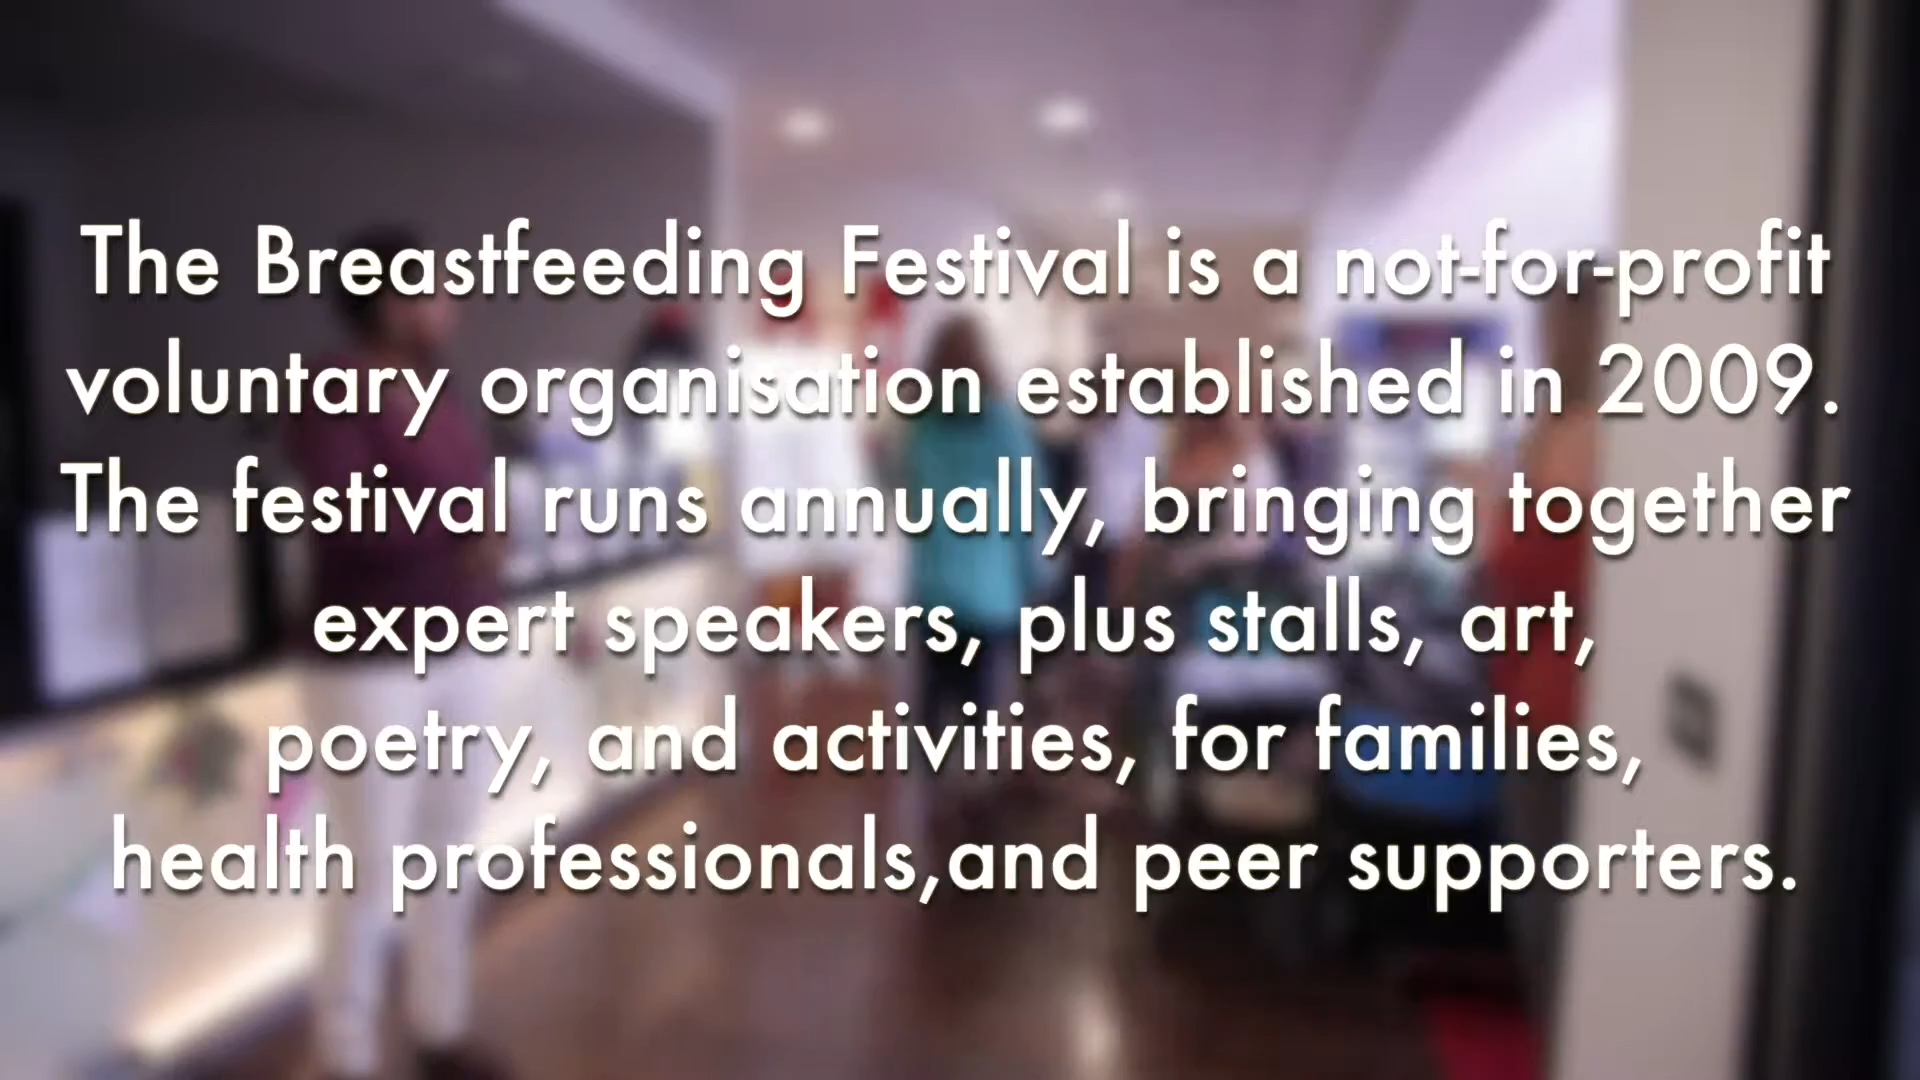 The Breastfeeding Festival is a not-for-profit
voluntary organisation established in 2009.
The festival runs annually, bringing together
expert speakers, plus stalls, art,
poetry, and activities, for families,
health professionals,and peer supporters.